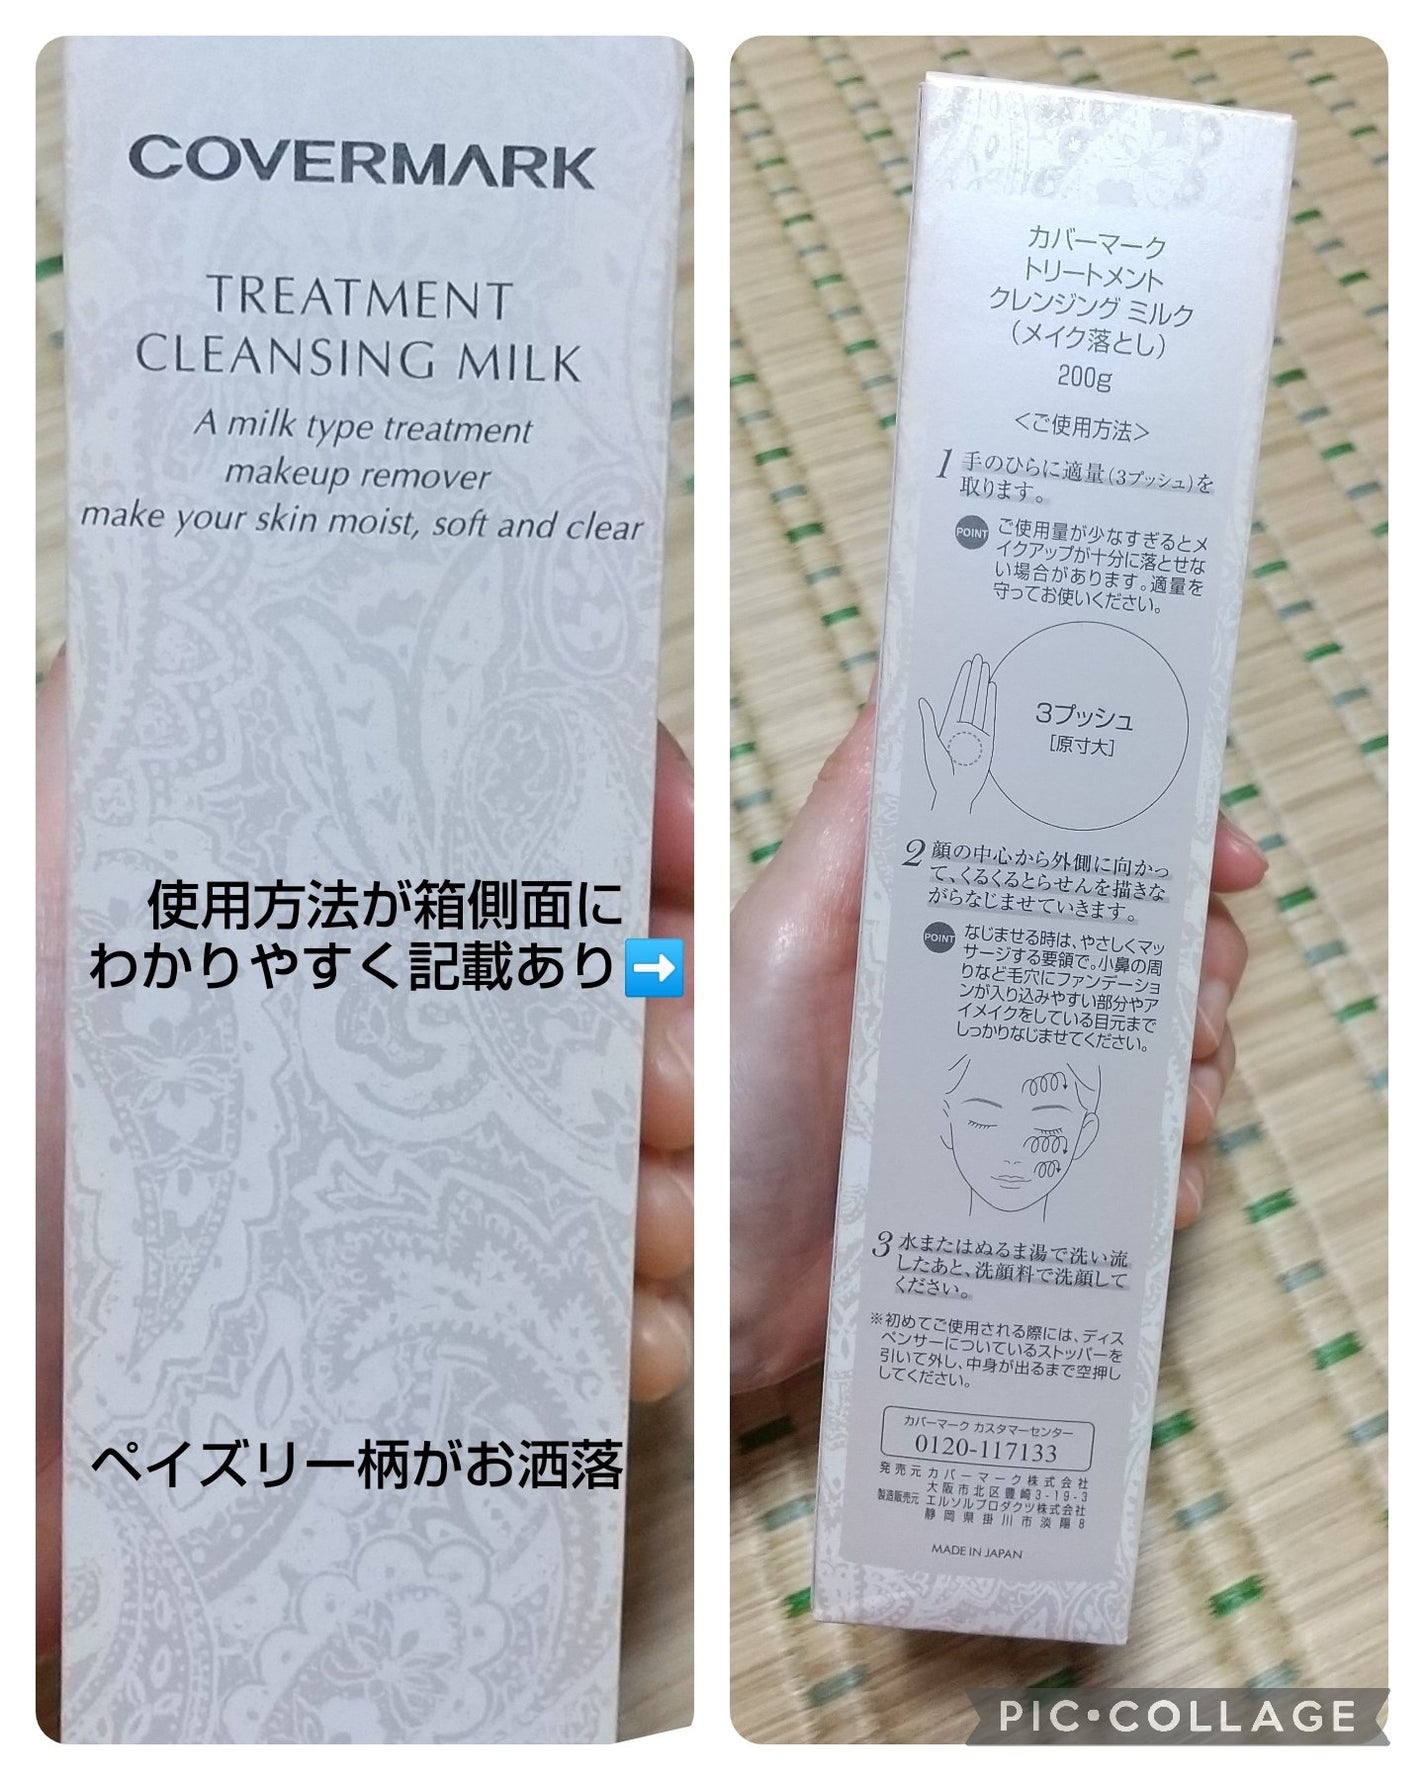 COVERMARK
TREATMENT
CLEANSING MILK
A milk type treatment
makeup remover
make your skin moist, soft and clear
使用方法が箱側面に
わかりやすく記載あり➡
ペイズリー柄がお洒落
カバーマーク
トリートメント
クレンジング ミルク
(メイク落とし)
200g
<ご使用方法>
1 手のひらに適量(3プッシュ)を
取ります。
POINT ご使用量が少なすぎるとメ
イクアップが十分に落とせな
い場合があります。適量を
守ってお使いください。
3プッシュ
[原寸大]
2 顔の中心から外側に向かっ
て、くるくるとらせんを描きな
がらなじませていきます。
POINT なじませる時は、やさしくマッ
サージする要領で。小鼻の周
りなど毛穴にファンデーショ
ンが入り込みやすい部分やア
イメイクをしている目元まで
しっかりなじませてください。
3 水またはぬるま湯で洗い流
したあと、洗顔料で洗顔して
ください。
※初めてご使用される際には、ディス
ペンサーについているストッパーを
引いて外し、中身が出るまで空押し
してください。
カバーマーク カスタマーセンター
0120-117133
発売元 カバーマーク株式会社
大阪市北区豊崎3-19-3
製造販売元 エルソルプロダクツ株式会社
静岡県掛川市淡陽8
MADE IN JAPAN
PIC•COLLAGE